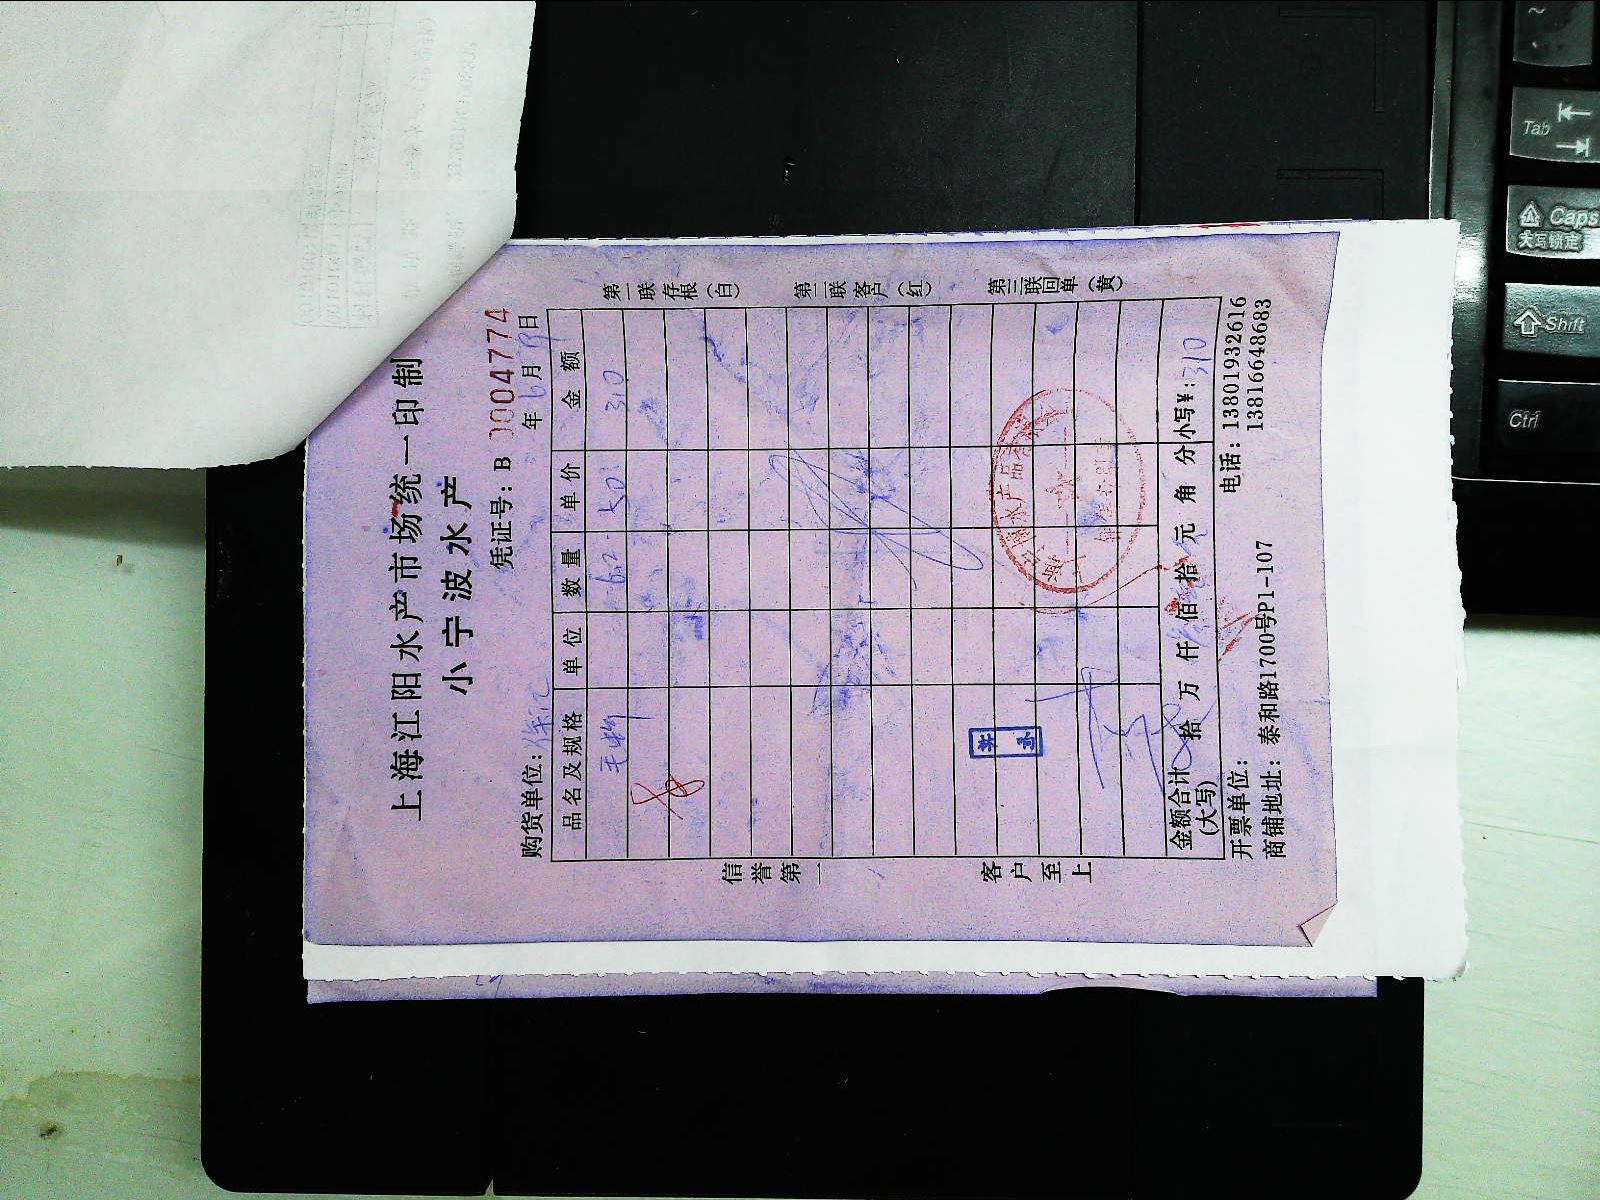 上海江阳水产市场统一印制
小宁波水产
凭证号: B 0004774
购货单位: 徐汇 年 6月19日
品名及规格 单位 数量 单价 金额
6.2 50 310
信誉第一
客户至上
第一联存根(白)
第二联客户(红)
第三联回单(黄)
金额合计(大写) 拾 万 仟 佰 拾 元 角 分 小写¥: 310
开票单位: 电话: 13801932616
商铺地址: 泰和路1700号P1-107 13816648683
Tab
Caps
大写锁定
Shift
Ctrl